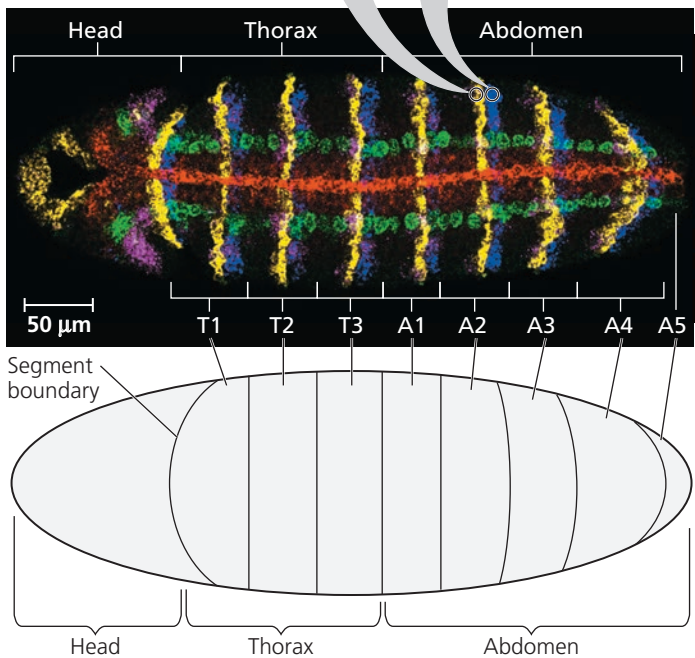 Head Thorax Abdomen
50 µm
T1 T2 T3 A1 A2 A3 A4 A5
Segment
boundary
Head Thorax Abdomen